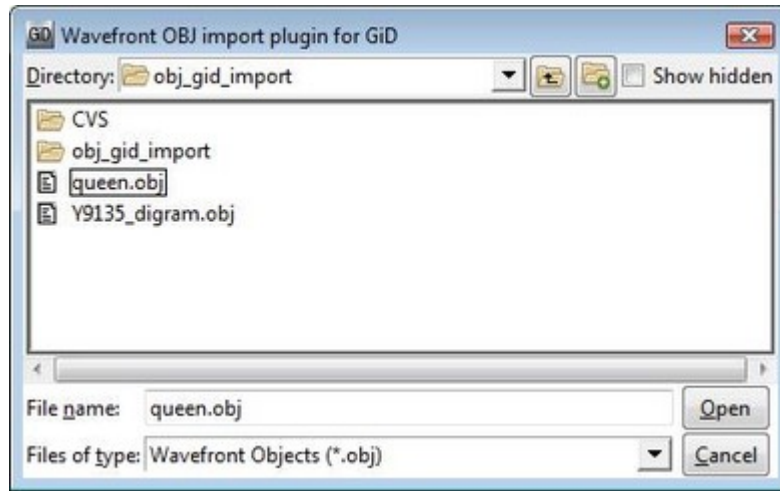 GiD Wavefront OBJ import plugin for GiD
Directory: obj_gid_import Show hidden
CVS
obj_gid_import
queen.obj
Y9135_digram.obj
File name: queen.obj Open
Files of type: Wavefront Objects (*.obj) Cancel